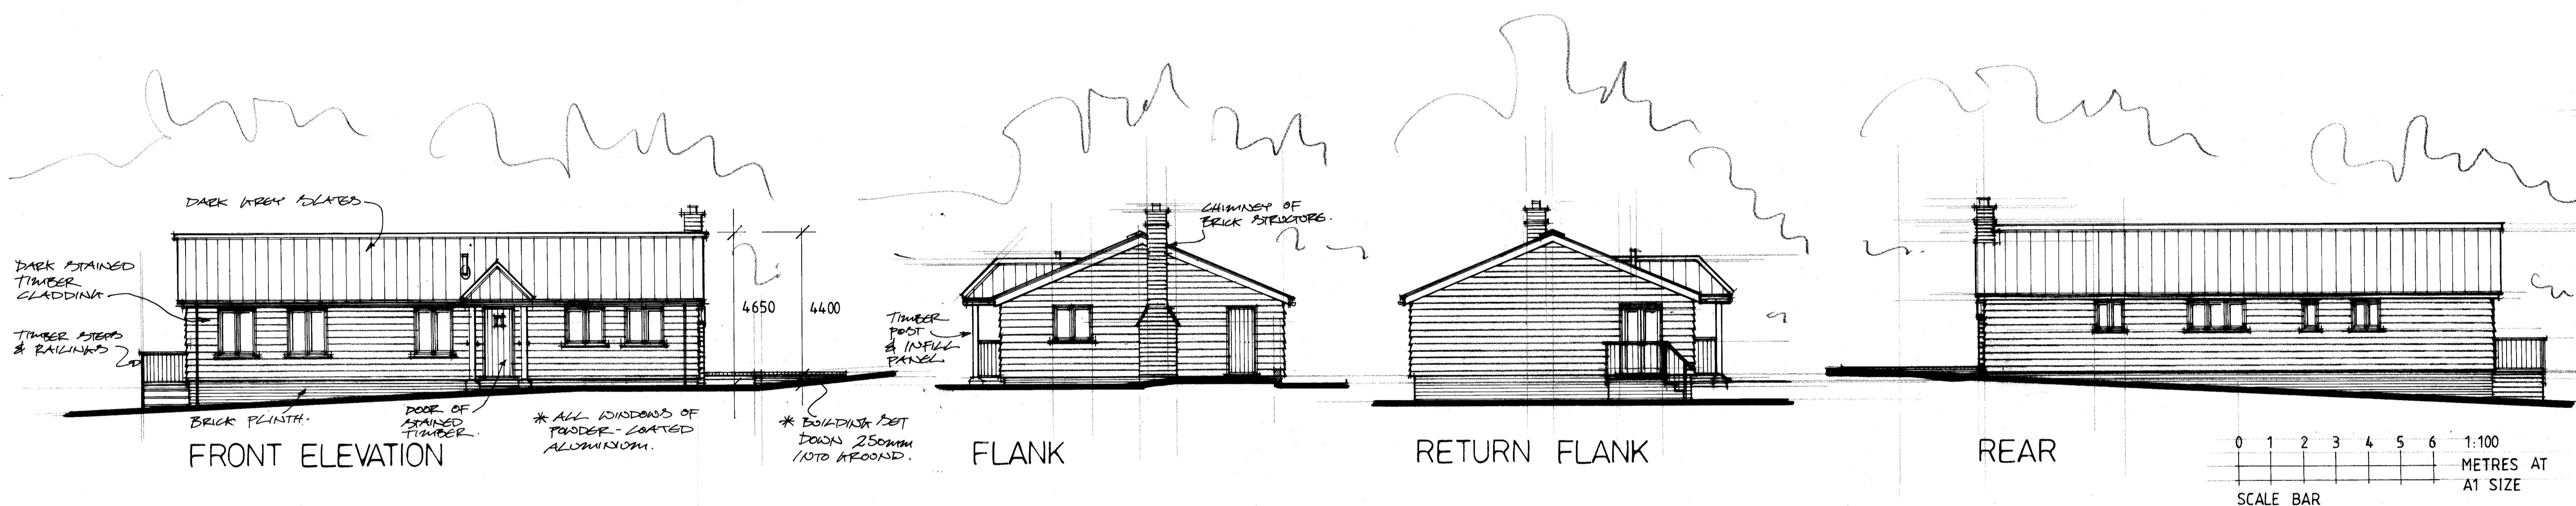 DARK GREY SLATES
DARK STAINED
TIMBER
CLADDING
TIMBER STEPS
& RAILINGS
BRICK PLINTH.
DOOR OF
STAINED
TIMBER.
* ALL WINDOWS OF
POWDER-COATED
ALUMINIUM.
4650
4400
* BUILDING SET
DOWN 250mm
INTO GROUND.
FRONT ELEVATION
CHIMNEY OF
BRICK STRUCTURE.
TIMBER
POST
& INFILL
PANEL
FLANK
RETURN FLANK
REAR
0 1 2 3 4 5 6 1:100
METRES AT
A1 SIZE
SCALE BAR